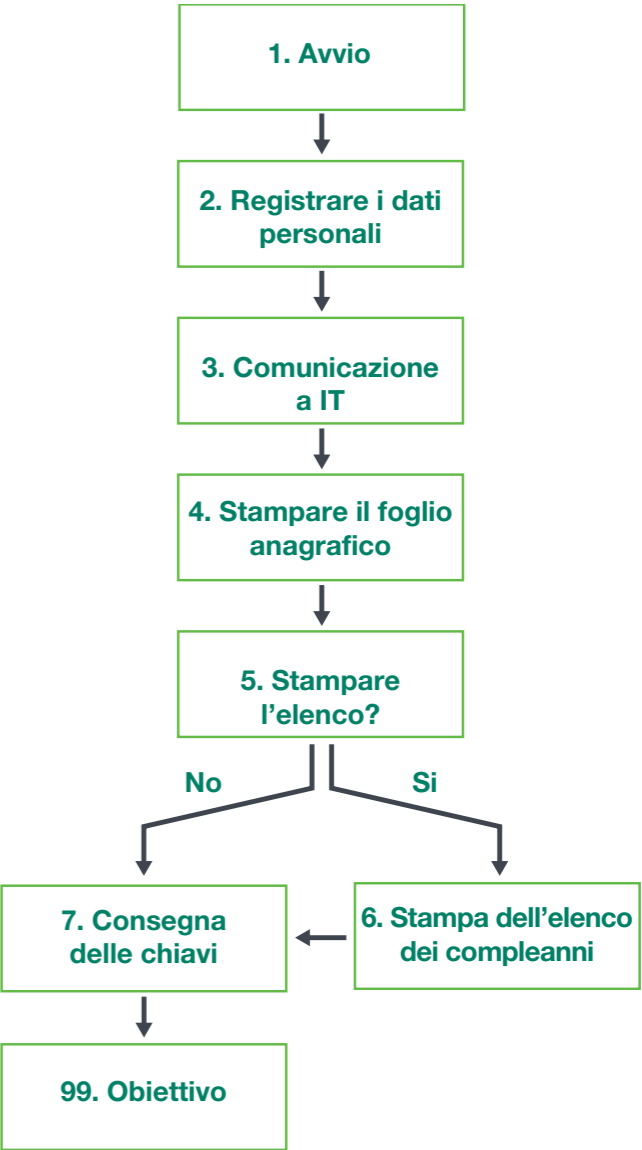 1. Avvio
2. Registrare i dati
personali
3. Comunicazione
a IT
4. Stampare il foglio
anagrafico
5. Stampare
l’elenco?
No
Si
7. Consegna
delle chiavi
6. Stampa dell’elenco
dei compleanni
99. Obiettivo